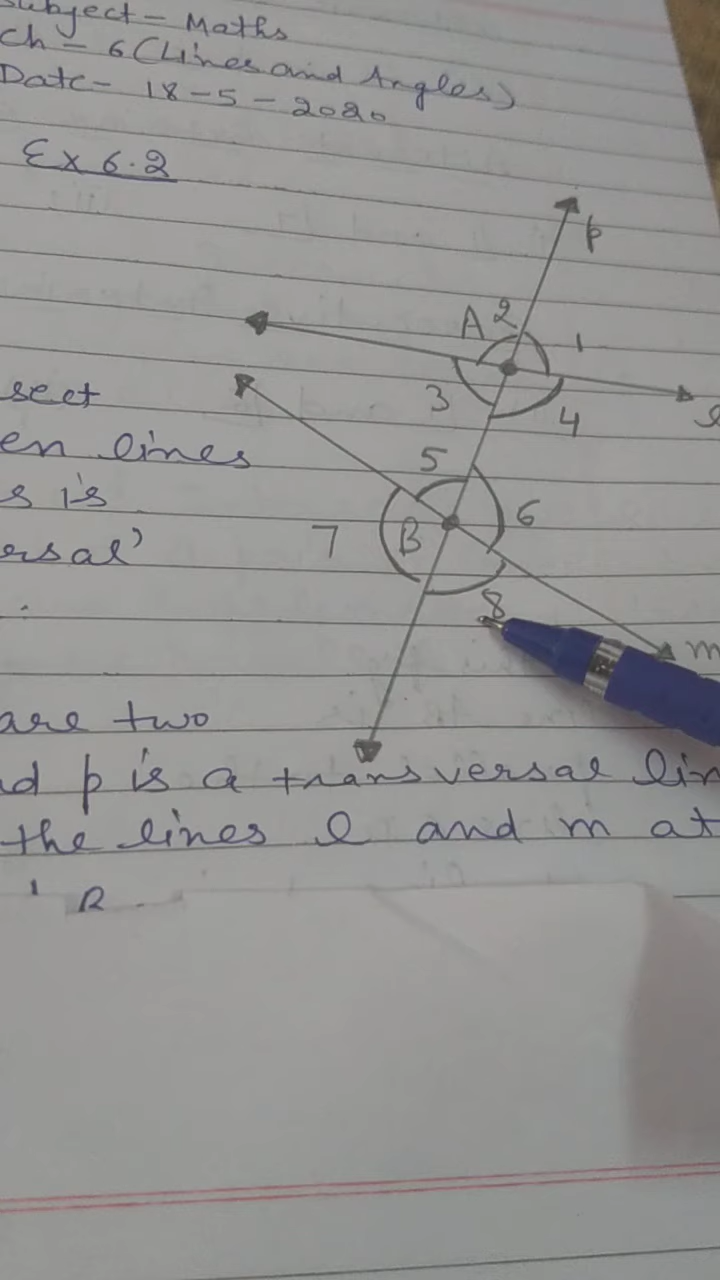 Subject - Maths
Ch - 6 (Lines and Angles)
Date - 18-5-2020
Ex 6.2
p
A 2 1
3 4
l
sect
en lines
5
s is
7 B 6
ersal'
8
m
are two
d p is a transversal lin
the lines l and m at